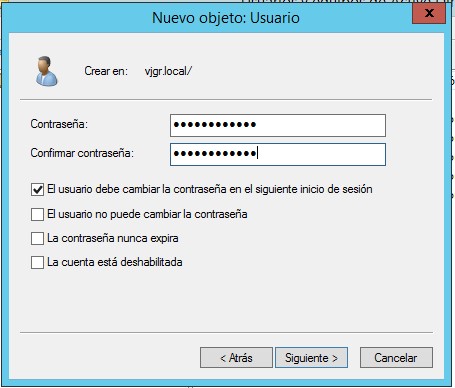 Nuevo objeto: Usuario
x
Crear en: vjgr.local/
Contraseña: ●●●●●●●●●●●●
Confirmar contraseña: ●●●●●●●●●●●●
El usuario debe cambiar la contraseña en el siguiente inicio de sesión
El usuario no puede cambiar la contraseña
La contraseña nunca expira
La cuenta está deshabilitada
< Atrás Siguiente > Cancelar